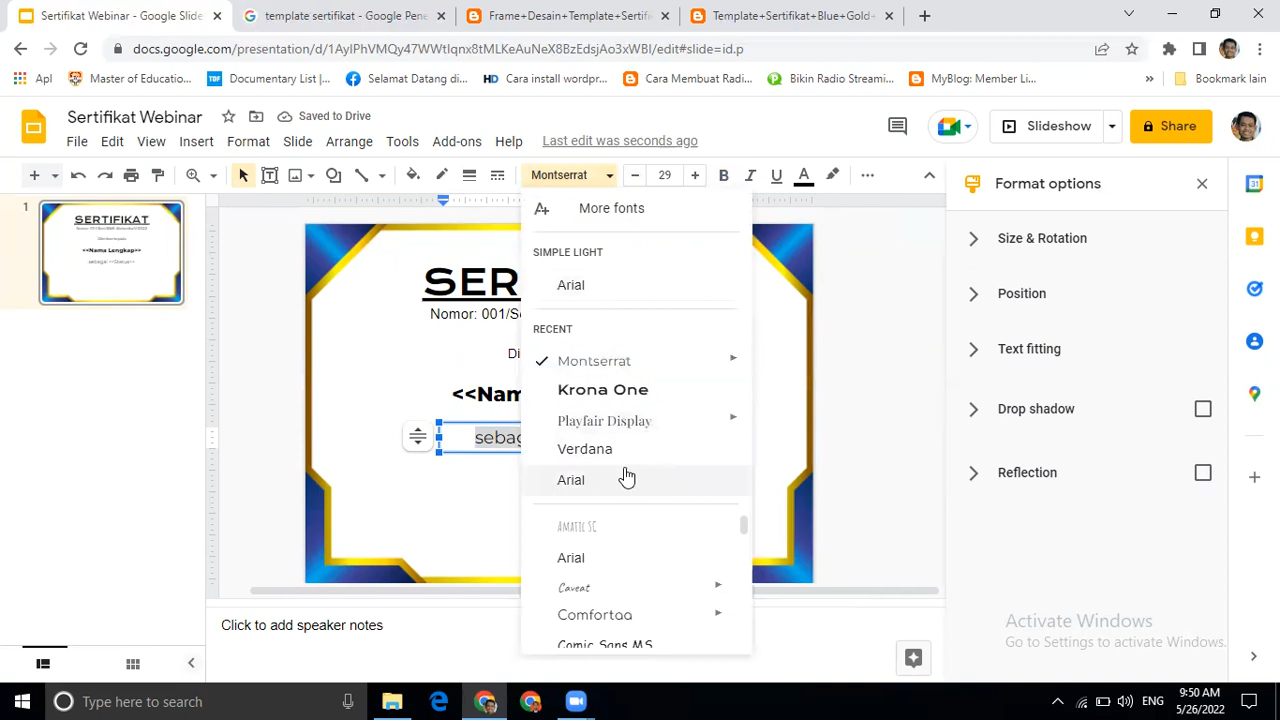 Sertifikat Webinar - Google Slid
template sertifikat - Google Pene
Frame+Desain+Template+Sertifi
Template+Sertifikat+Blue+Gold+
docs.google.com/presentation/d/1AyIPhVMQy47WWtIqnx8tMLKeAuNeX8BzEdsjAo3xWBI/edit#slide=id.p
Apl
Master of Educatio...
Documentary List |...
Selamat Datang di...
Cara install wordpr...
Cara Membuat Radi...
Bikin Radio Streami...
MyBlog: Member Li...
»
Bookmark lain
Sertifikat Webinar
Saved to Drive
Slideshow
Share
File Edit View Insert Format Slide Arrange Tools Add-ons Help
Last edit was seconds ago
Montserrat
29
B I U A
Format options
1
SERTIFIKAT
<<Nama Lengkap>>
SER
Nomor: 001/S
Di
<<Nam
sebag
More fonts
SIMPLE LIGHT
Arial
RECENT
Montserrat
Krona One
Playfair Display
Verdana
Arial
Amatic SC
Arial
Caveat
Comfortaa
Comic Sans MS
Size & Rotation
Position
Text fitting
Drop shadow
Reflection
Click to add speaker notes
Activate Windows
Go to Settings to activate Windows.
Type here to search
ENG
9:50 AM
5/26/2022